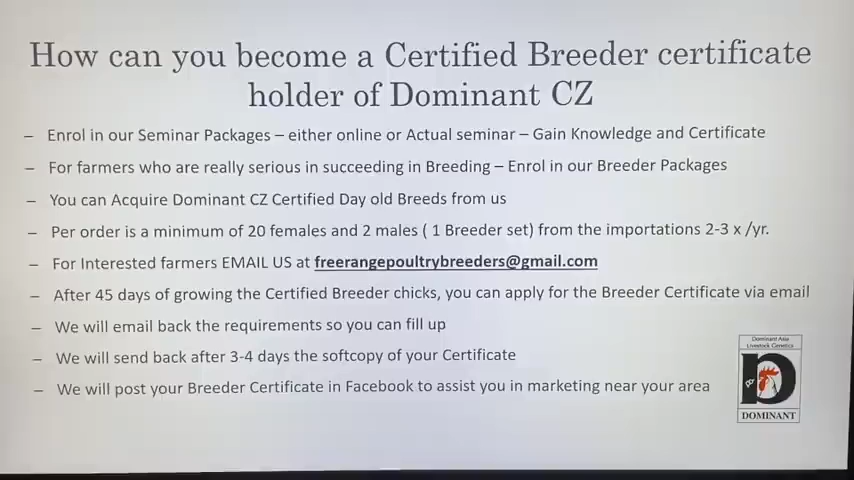 How can you become a Certified Breeder certificate
holder of Dominant CZ
– Enrol in our Seminar Packages – either online or Actual seminar – Gain Knowledge and Certificate
– For farmers who are really serious in succeeding in Breeding – Enrol in our Breeder Packages
– You can Acquire Dominant CZ Certified Day old Breeds from us
– Per order is a minimum of 20 females and 2 males ( 1 Breeder set) from the importations 2-3 x /yr.
– For Interested farmers EMAIL US at freerangepoultrybreeders@gmail.com
– After 45 days of growing the Certified Breeder chicks, you can apply for the Breeder Certificate via email
– We will email back the requirements so you can fill up
– We will send back after 3-4 days the softcopy of your Certificate
– We will post your Breeder Certificate in Facebook to assist you in marketing near your area
Dominant Asia
Livestock Genetics
D
DOMINANT